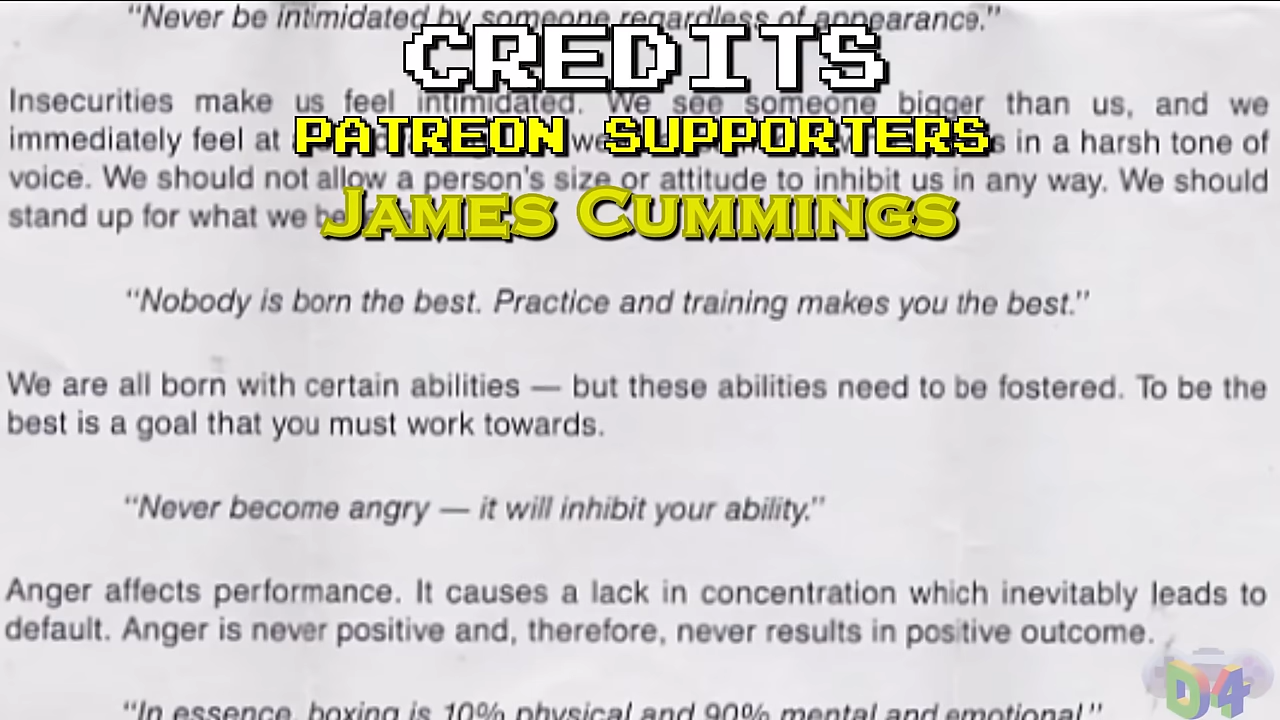 “Never be intimidated by someone regardless of appearance.”
CREDITS
Insecurities make us feel intimidated. We see someone bigger than us, and we
immediately feel at
PATREON SUPPORTERS
in a harsh tone of
voice. We should not allow a person's size or attitude to inhibit us in any way. We should
stand up for what we
JAMES CUMMINGS
“Nobody is born the best. Practice and training makes you the best.”
We are all born with certain abilities — but these abilities need to be fostered. To be the
best is a goal that you must work towards.
“Never become angry — it will inhibit your ability.”
Anger affects performance. It causes a lack in concentration which inevitably leads to
default. Anger is never positive and, therefore, never results in positive outcome.
D4
“In essence, boxing is 10% physical and 90% mental and emotional”